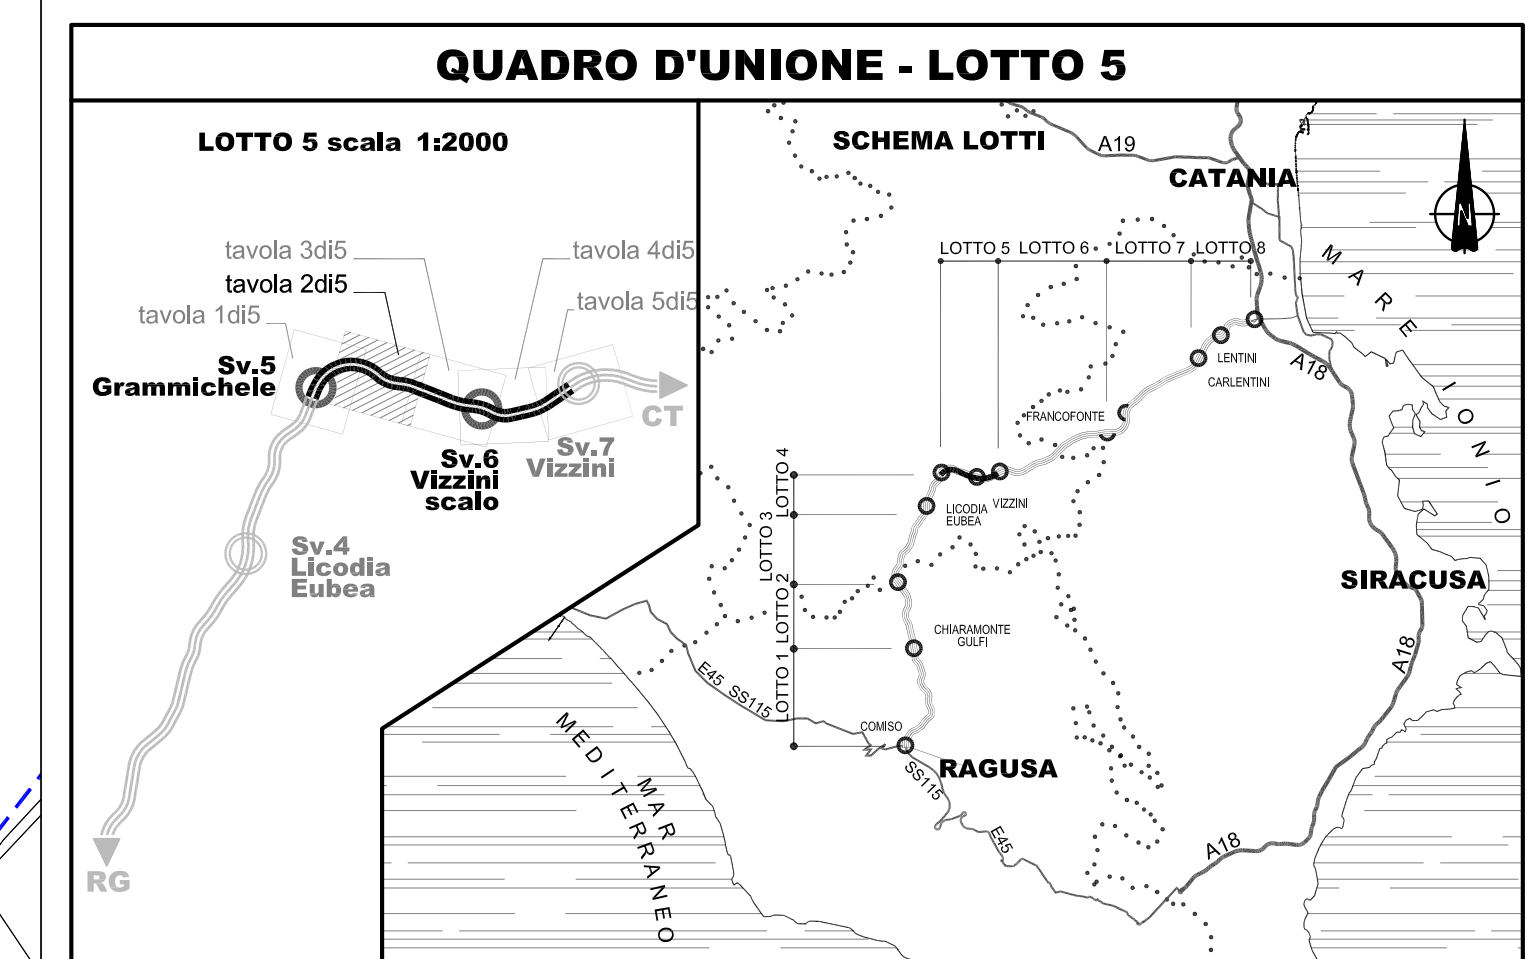 QUADRO D'UNIONE - LOTTO 5
LOTTO 5 scala 1:2000
tavola 3di5
tavola 4di5
tavola 2di5
tavola 5di5
tavola 1di5
Sv.5
Grammichele
CT
Sv.6
Vizzini
scalo
Sv.7
Vizzini
Sv.4
Licodia
Eubea
RG
SCHEMA LOTTI
A19
CATANIA
N
LOTTO 5
LOTTO 6
LOTTO 7
LOTTO 8
MARE
IONIO
LENTINI
CARLENTINI
A18
FRANCOFONTE
LICODIA
EUBEA
VIZZINI
LOTTO 4
LOTTO 3
LOTTO 2
LOTTO 1
SIRACUSA
CHIARAMONTE
GULFI
A18
E45
SS115
COMISO
RAGUSA
SS115
E45
A18
MAR
MEDITERRANEO